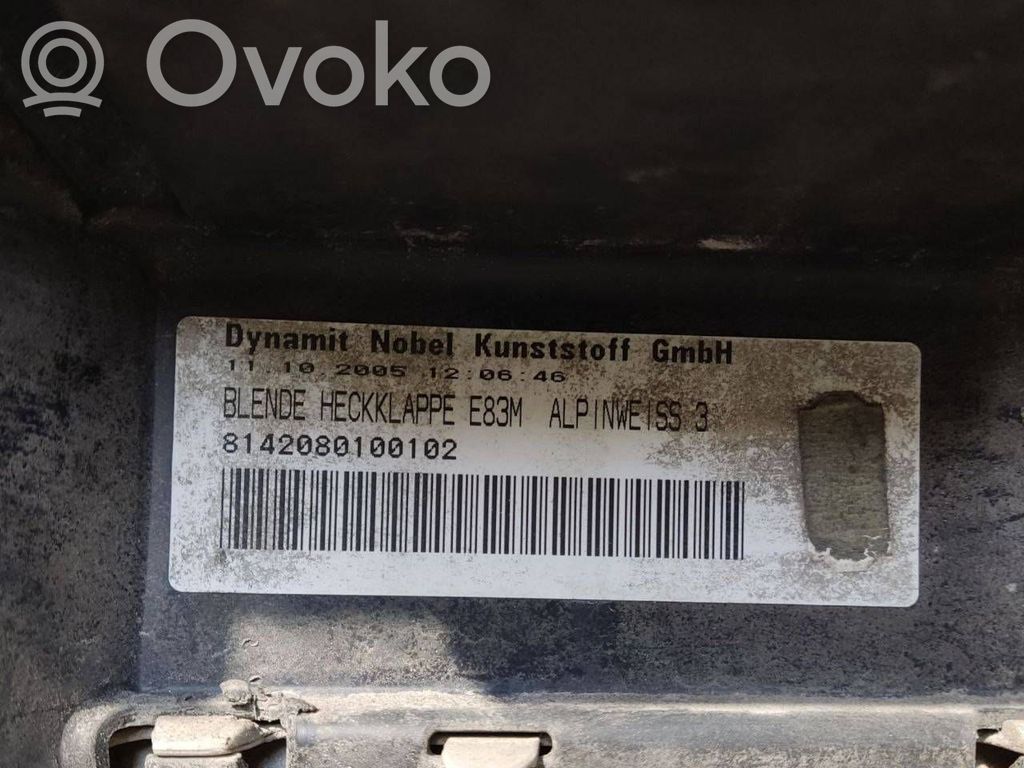 Ovoko
Dynamit Nobel Kunststoff GmbH
11.10.2005 12:06:46
BLENDE HECKKLAPPE E83M ALPINWEISS 3
8142080100102